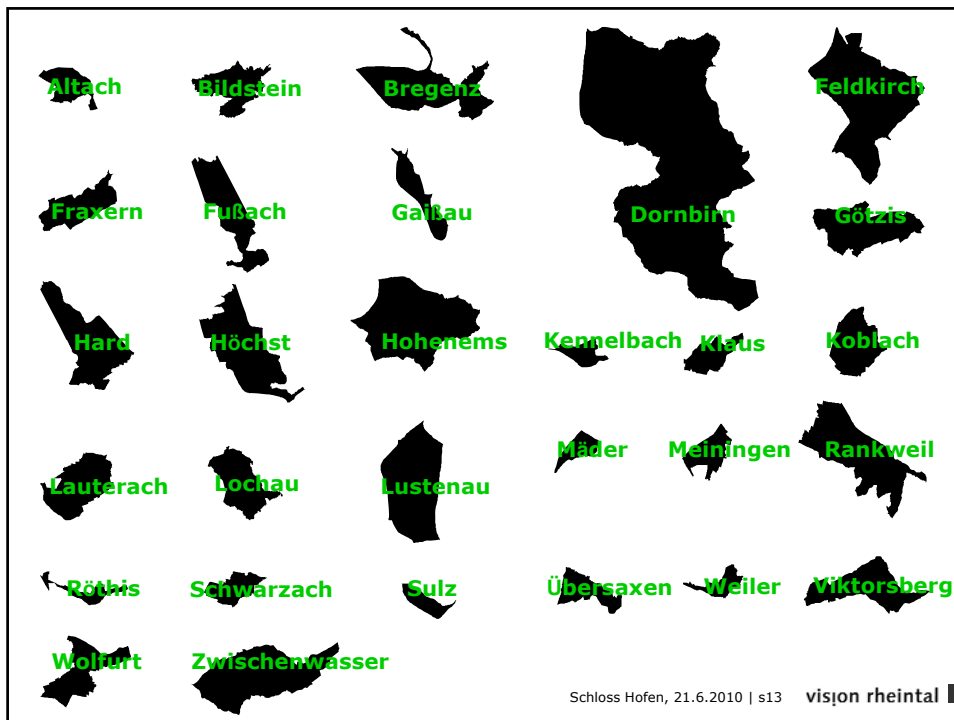 Altach
Bildstein
Bregenz
Feldkirch
Fraxern
Fußach
Gaißau
Dornbirn
Götzis
Hard
Höchst
Hohenems
Kennelbach
Klaus
Koblach
Lauterach
Lochau
Lustenau
Mäder
Meiningen
Rankweil
Röthis
Schwarzach
Sulz
Übersaxen
Weiler
Viktorsberg
Wolfurt
Zwischenwasser
Schloss Hofen, 21.6.2010 | s13
vision rheintal